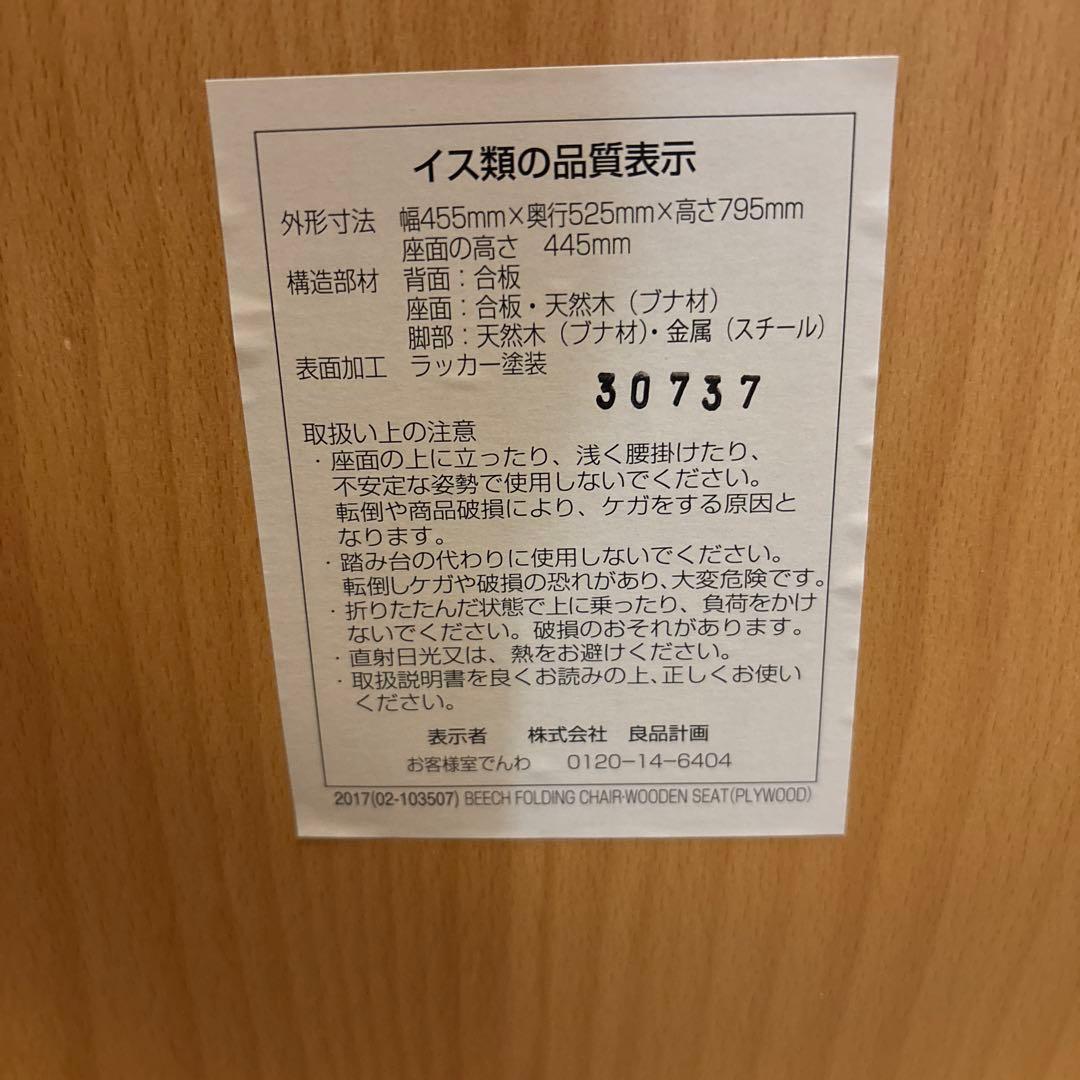 イス類の品質表示
外形寸法 幅455mm×奥行525mm×高さ795mm
座面の高さ 445mm
構造部材 背面：合板
座面：合板・天然木（ブナ材）
脚部：天然木（ブナ材）・金属（スチール）
表面加工 ラッカー塗装
30737
取扱い上の注意
・座面の上に立ったり、浅く腰掛けたり、
不安定な姿勢で使用しないでください。
転倒や商品破損により、ケガをする原因と
なります。
・踏み台の代わりに使用しないでください。
転倒しケガや破損の恐れがあり、大変危険です。
・折りたたんだ状態で上に乗ったり、負荷をかけ
ないでください。破損のおそれがあります。
・直射日光又は、熱をお避けください。
・取扱説明書を良くお読みの上、正しくお使い
ください。
表示者 株式会社 良品計画
お客様室でんわ 0120-14-6404
2017(02-103507) BEECH FOLDING CHAIR・WOODEN SEAT(PLYWOOD)